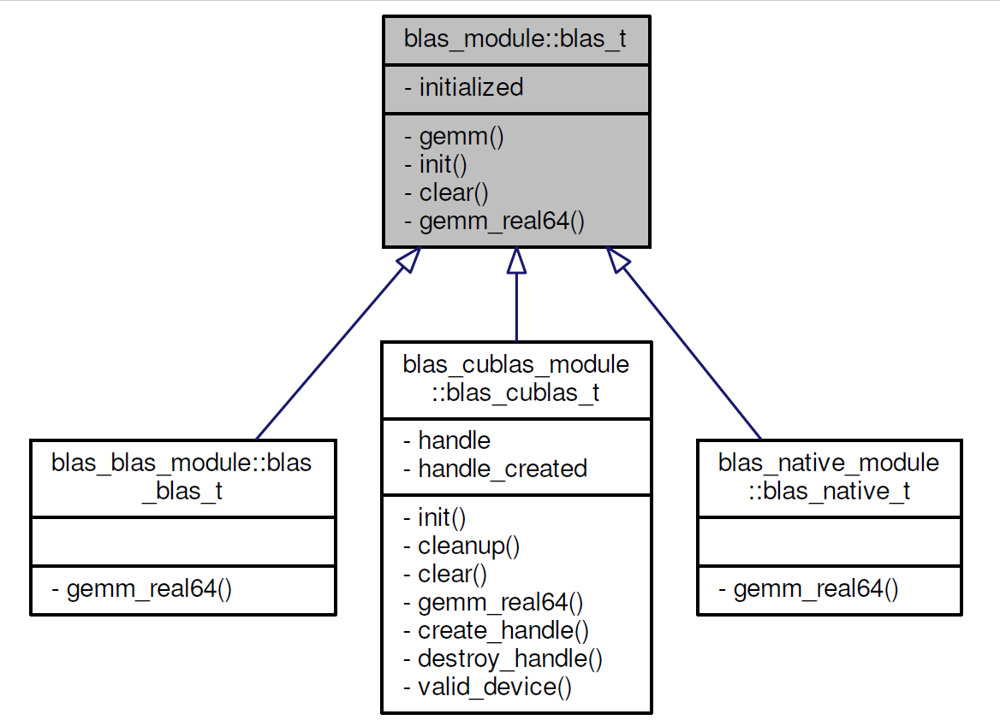 blas_module::blas_t
- initialized
- gemm()
- init()
- clear()
- gemm_real64()
blas_cublas_module
::blas_cublas_t
- handle
- handle_created
- init()
- cleanup()
- clear()
- gemm_real64()
- create_handle()
- destroy_handle()
- valid_device()
blas_blas_module::blas
_blas_t
- gemm_real64()
blas_native_module
::blas_native_t
- gemm_real64()